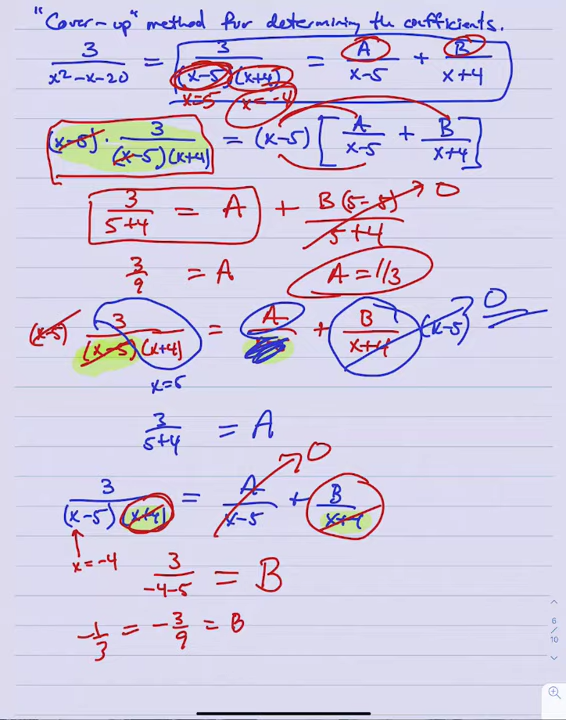 "Cover-up" method for determining the coefficients.
3/(x²-x-20) = 3/((x-5)(x+4)) = A/(x-5) + B/(x+4)
x=5 x=-4
(x-5) · 3/((x-5)(x+4)) = (x-5) [A/(x-5) + B/(x+4)]
3/(5+4) = A + B(5-5)/(5+4) 0
3/9 = A A = 1/3
(x-5) 3/((x-5)(x+4)) = A + B/(x+4) (x-5) 0
x=5
3/(5+4) = A
3/((x-5)(x+4)) = A/(x-5) 0 + B/(x+4)
x=-4 3/(-4-5) = B
-1/3 = -3/9 = B
6
/
10